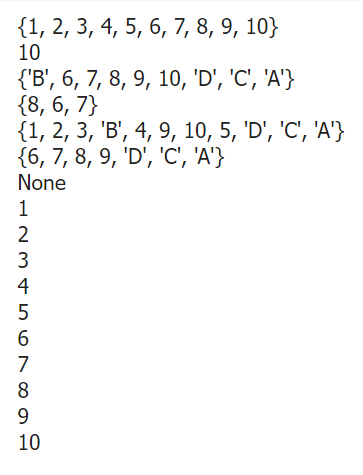 {1, 2, 3, 4, 5, 6, 7, 8, 9, 10}
10
{'B', 6, 7, 8, 9, 10, 'D', 'C', 'A'}
{8, 6, 7}
{1, 2, 3, 'B', 4, 9, 10, 5, 'D', 'C', 'A'}
{6, 7, 8, 9, 'D', 'C', 'A'}
None
1
2
3
4
5
6
7
8
9
10